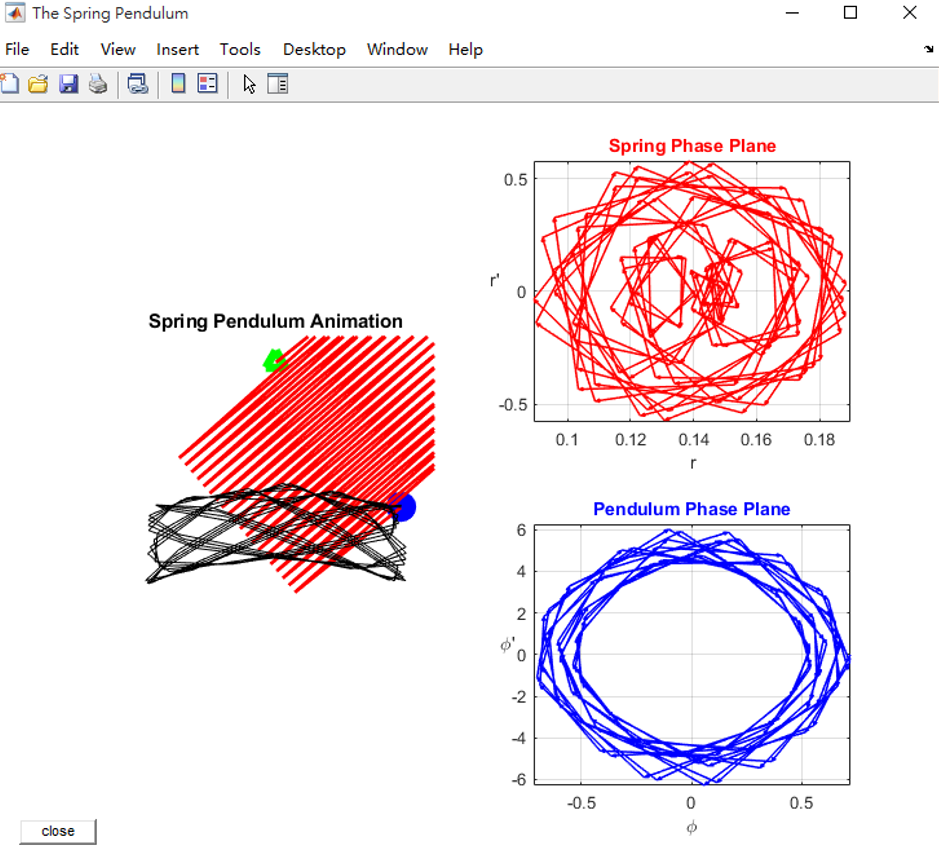 The Spring Pendulum
File Edit View Insert Tools Desktop Window Help
Spring Pendulum Animation
Spring Phase Plane
0.5
0
-0.5
r'
0.1 0.12 0.14 0.16 0.18
r
Pendulum Phase Plane
6
4
2
0
-2
-4
-6
ϕ'
-0.5 0 0.5
ϕ
close